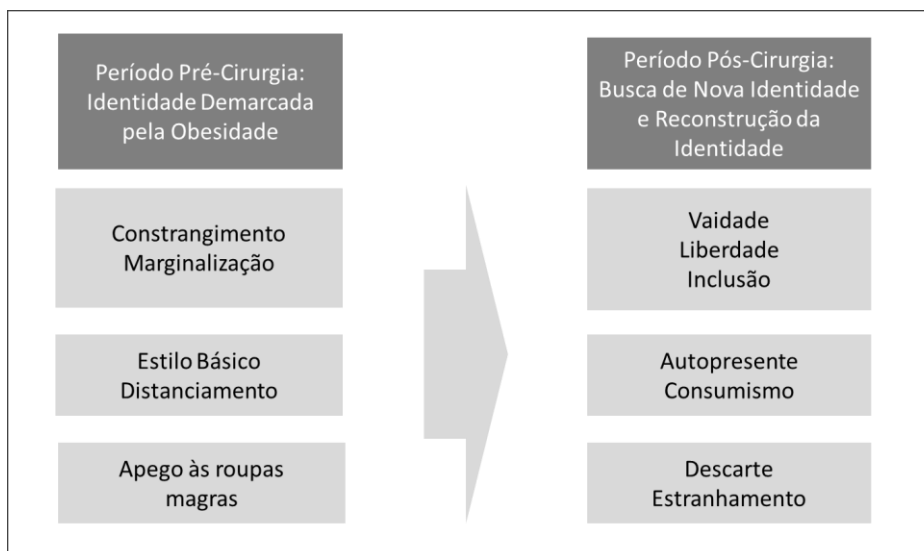 Período Pré-Cirurgia:
Identidade Demarcada
pela Obesidade
Constrangimento
Marginalização
Estilo Básico
Distanciamento
Apego às roupas
magras
Período Pós-Cirurgia:
Busca de Nova Identidade
e Reconstrução da
Identidade
Vaidade
Liberdade
Inclusão
Autopresente
Consumismo
Descarte
Estranhamento